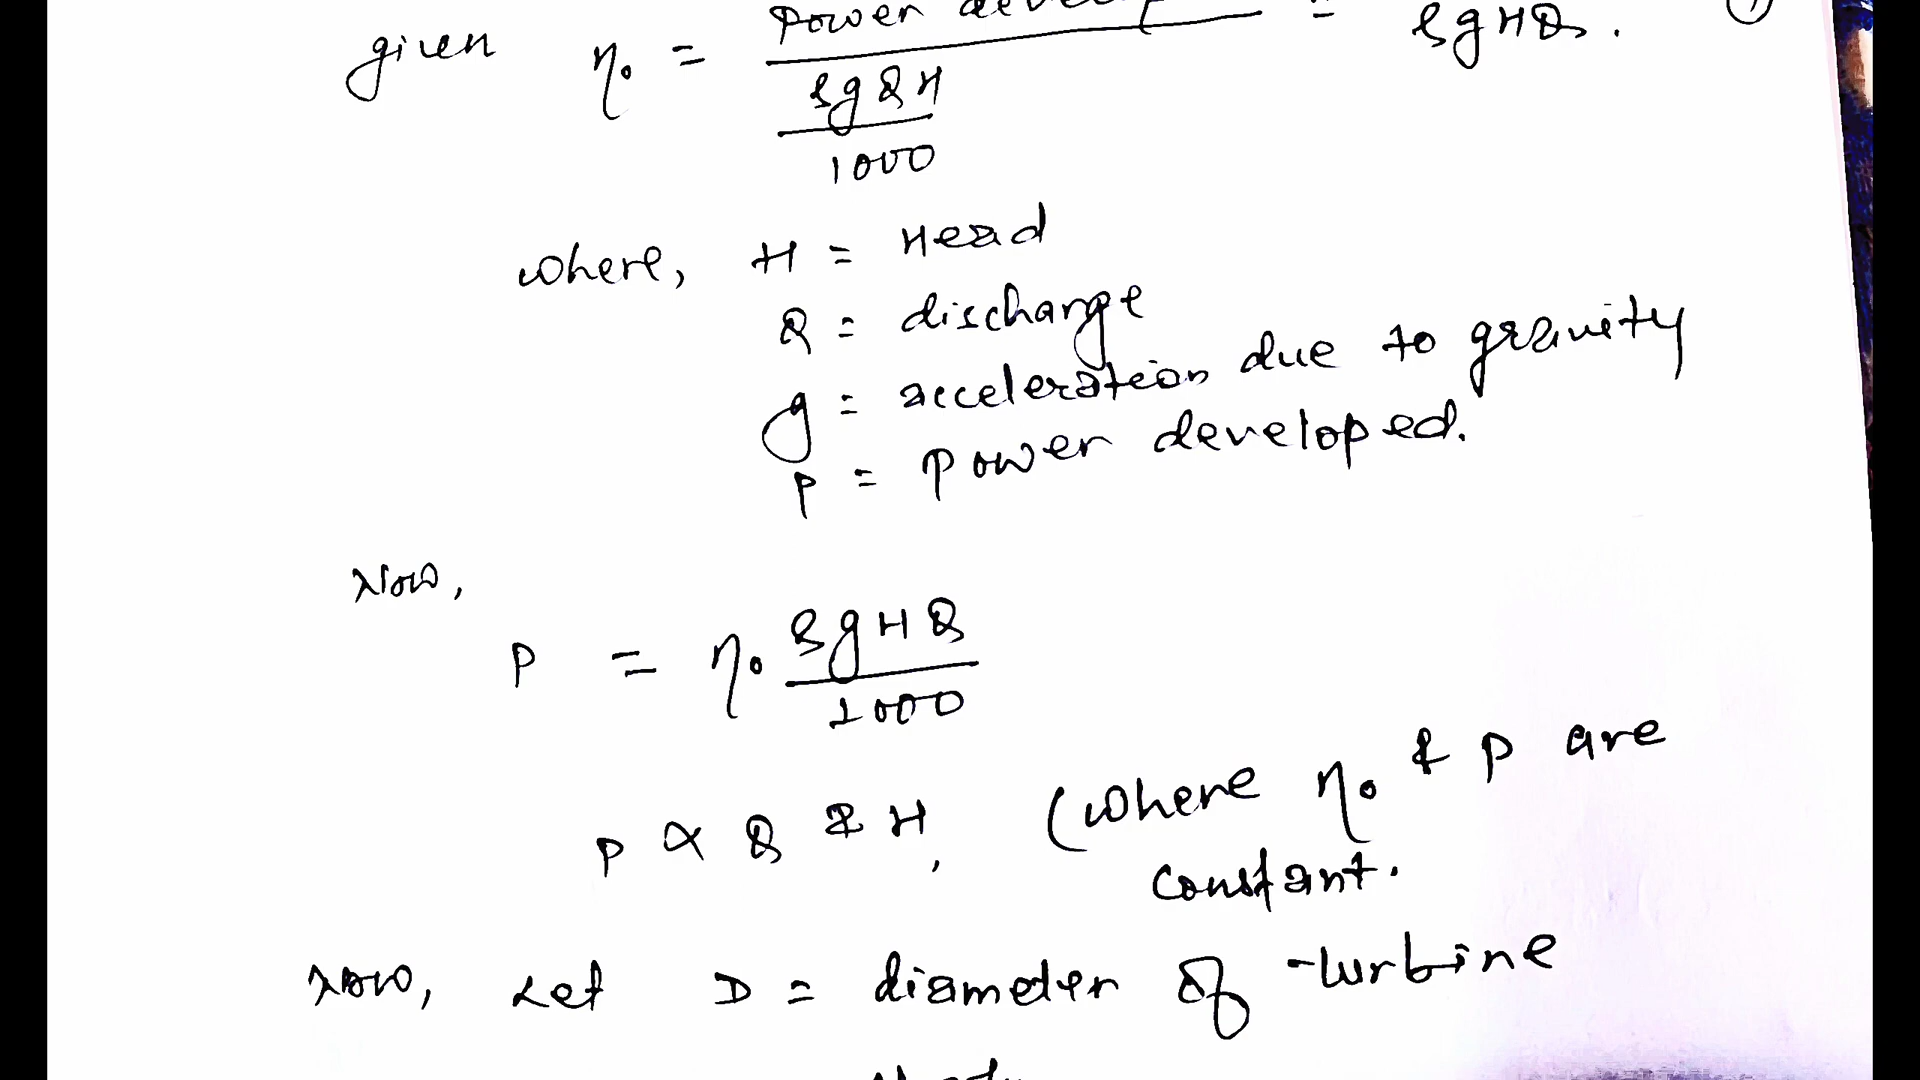 given η₀ = Power = ρgHQ. 1
ρgQH
1000
where, H = Head
Q = discharge
g = acceleration due to gravity
P = Power developed.
Now,
P = η₀ ρgHQ
1000
P ∝ Q & H, (where η₀ & ρ are
constant.
Now, Let D = diameter of turbine